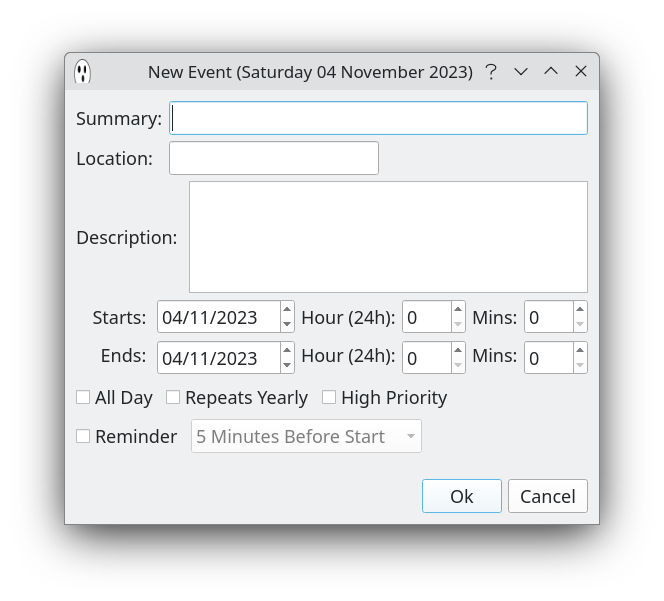 New Event (Saturday 04 November 2023)
Summary:
Location:
Description:
Starts: 04/11/2023 Hour (24h): 0 Mins: 0
Ends: 04/11/2023 Hour (24h): 0 Mins: 0
All Day Repeats Yearly High Priority
Reminder 5 Minutes Before Start
Ok Cancel